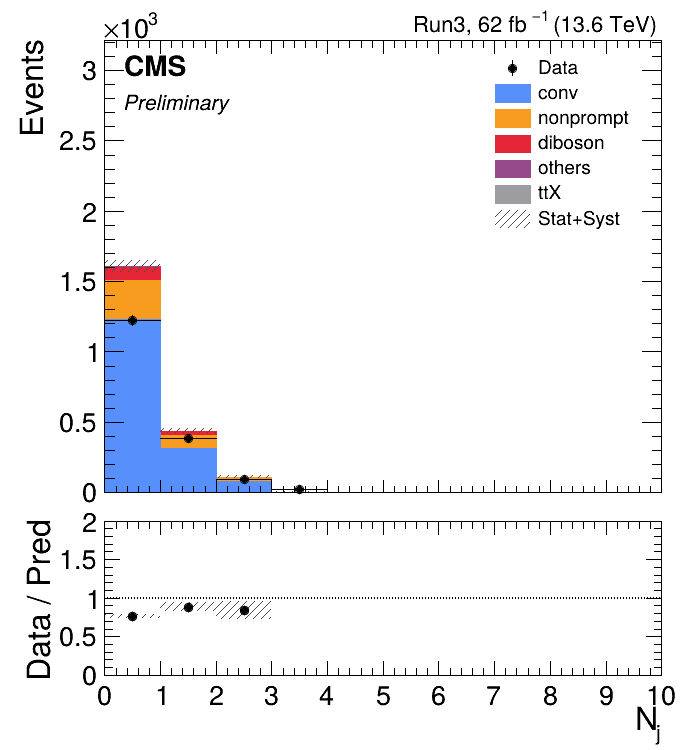 ×10³
Run3, 62 fb⁻¹ (13.6 TeV)
Events
CMS
Preliminary
Data
conv
nonprompt
diboson
others
ttX
Stat+Syst
3
2.5
2
1.5
1
0.5
0
Data / Pred
2
1.5
1
0.5
0
0 1 2 3 4 5 6 7 8 9 10
N_j